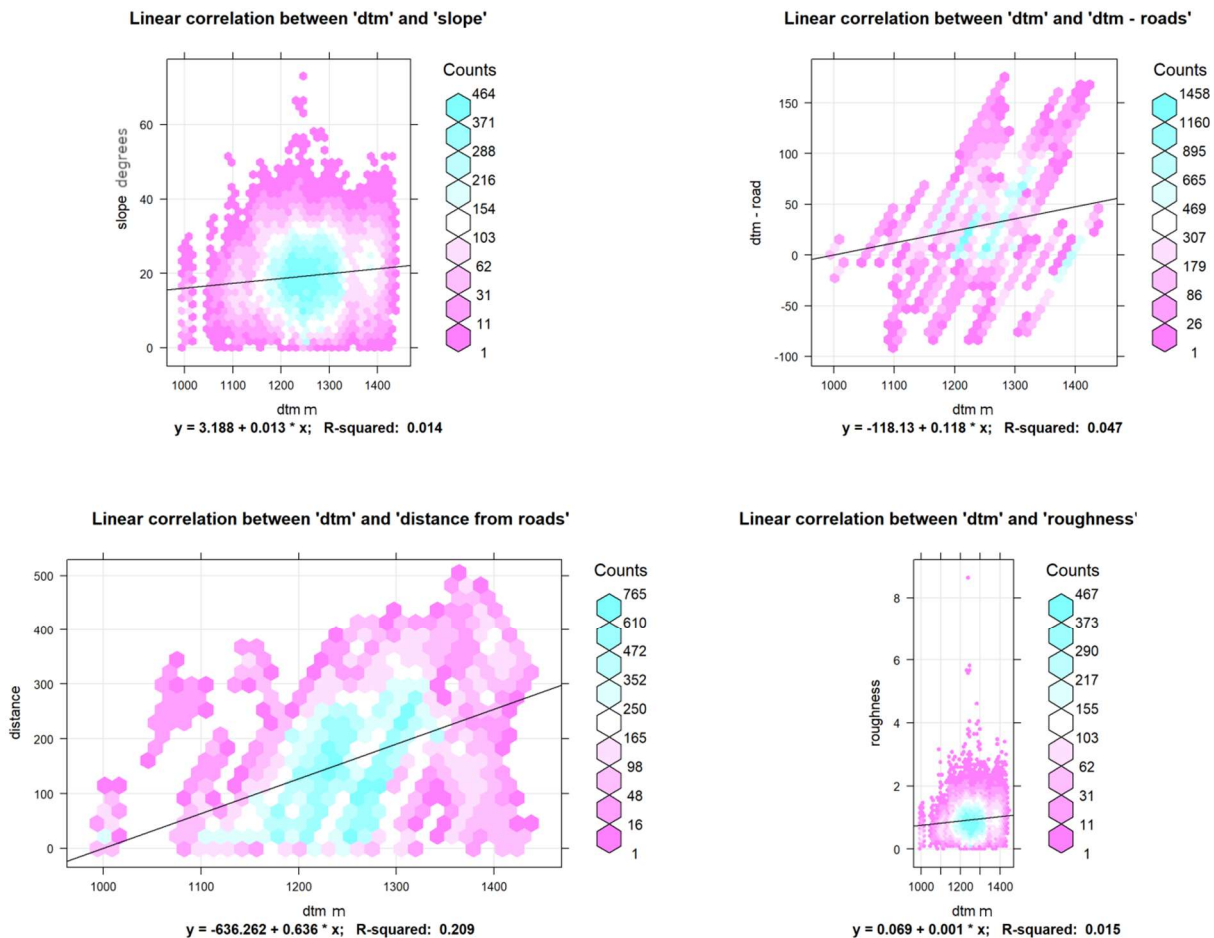 Linear correlation between 'dtm' and 'slope'
Counts
464
371
288
216
154
103
62
31
11
1
slope degrees
60
40
20
0
1000 1100 1200 1300 1400
dtm m
y = 3.188 + 0.013 * x; R-squared: 0.014
Linear correlation between 'dtm' and 'dtm - roads'
Counts
1458
1160
895
665
469
307
179
86
26
1
dtm - road
150
100
50
0
-50
-100
1000 1100 1200 1300 1400
dtm m
y = -118.13 + 0.118 * x; R-squared: 0.047
Linear correlation between 'dtm' and 'distance from roads'
Counts
765
610
472
352
250
165
98
48
16
1
distance
500
400
300
200
100
0
1000 1100 1200 1300 1400
dtm m
y = -636.262 + 0.636 * x; R-squared: 0.209
Linear correlation between 'dtm' and 'roughness'
Counts
467
373
290
217
155
103
62
31
11
1
roughness
8
6
4
2
0
1000 1200 1400
dtm m
y = 0.069 + 0.001 * x; R-squared: 0.015